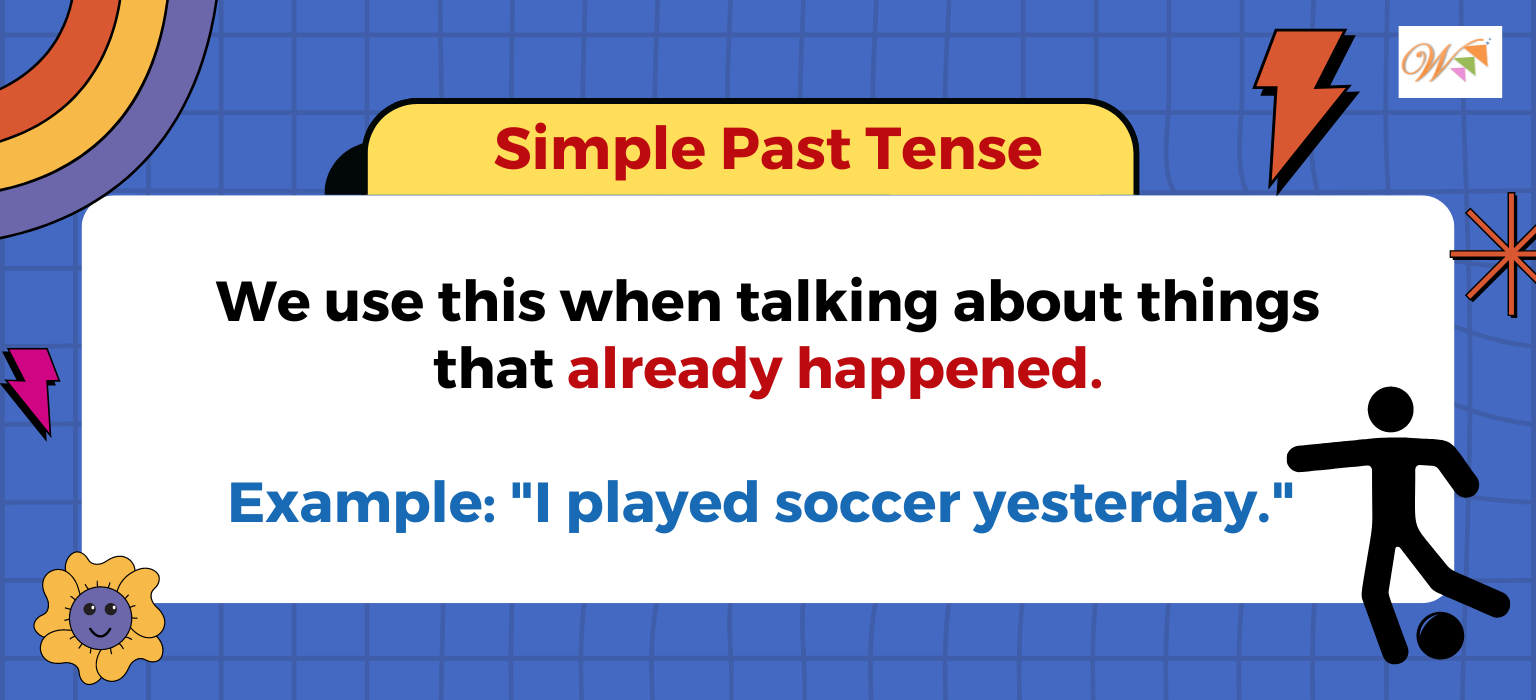 Simple Past Tense
W
We use this when talking about things
that already happened.
Example: "I played soccer yesterday."